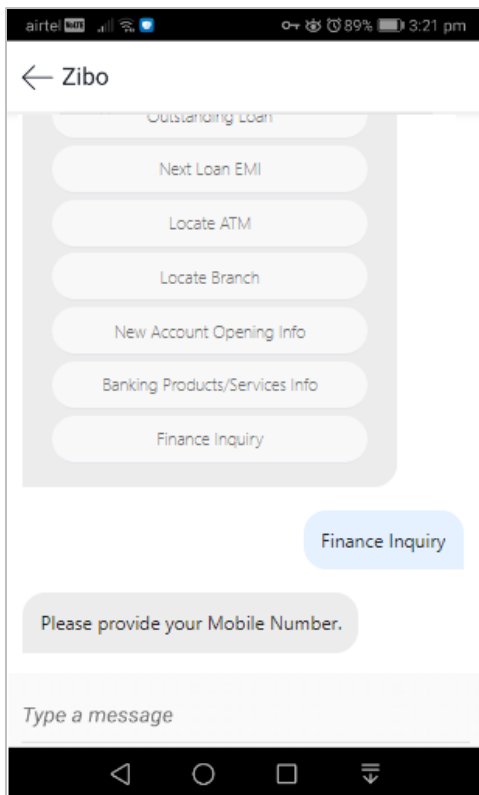 airtel VoLTE 89% 3:21 pm
Zibo
Outstanding Loan
Next Loan EMI
Locate ATM
Locate Branch
New Account Opening Info
Banking Products/Services Info
Finance Inquiry
Finance Inquiry
Please provide your Mobile Number.
Type a message